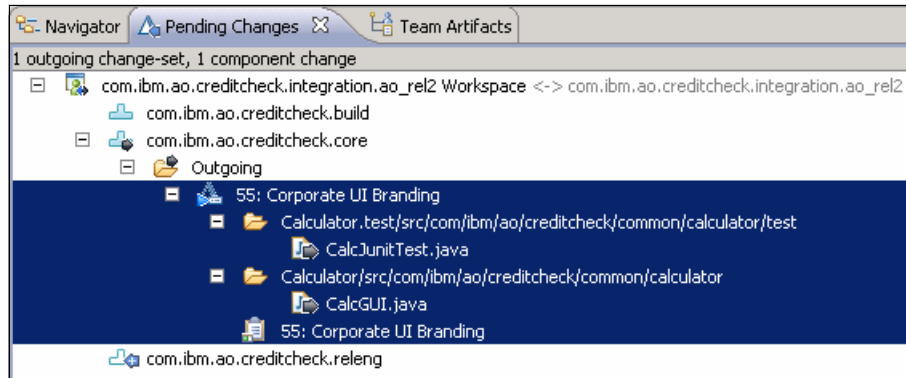 Navigator Pending Changes Team Artifacts
1 outgoing change-set, 1 component change
com.ibm.ao.creditcheck.integration.ao_rel2 Workspace <-> com.ibm.ao.creditcheck.integration.ao_rel2
com.ibm.ao.creditcheck.build
com.ibm.ao.creditcheck.core
Outgoing
55: Corporate UI Branding
Calculator.test/src/com/ibm/ao/creditcheck/common/calculator/test
CalcJunitTest.java
Calculator/src/com/ibm/ao/creditcheck/common/calculator
CalcGUI.java
55: Corporate UI Branding
com.ibm.ao.creditcheck.releng